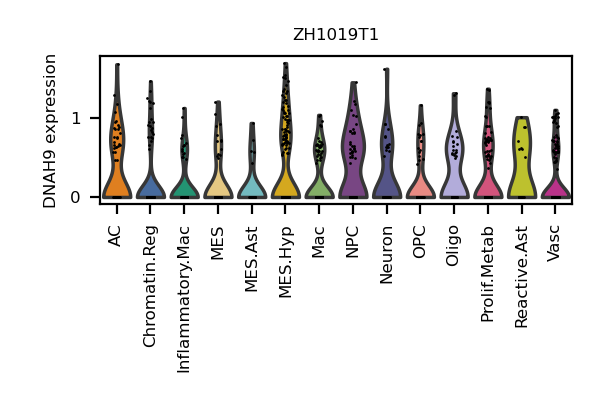 ZH1019T1
DNAH9 expression
1
0
AC
Chromatin.Reg
Inflammatory.Mac
MES
MES.Ast
MES.Hyp
Mac
NPC
Neuron
OPC
Oligo
Prolif.Metab
Reactive.Ast
Vasc